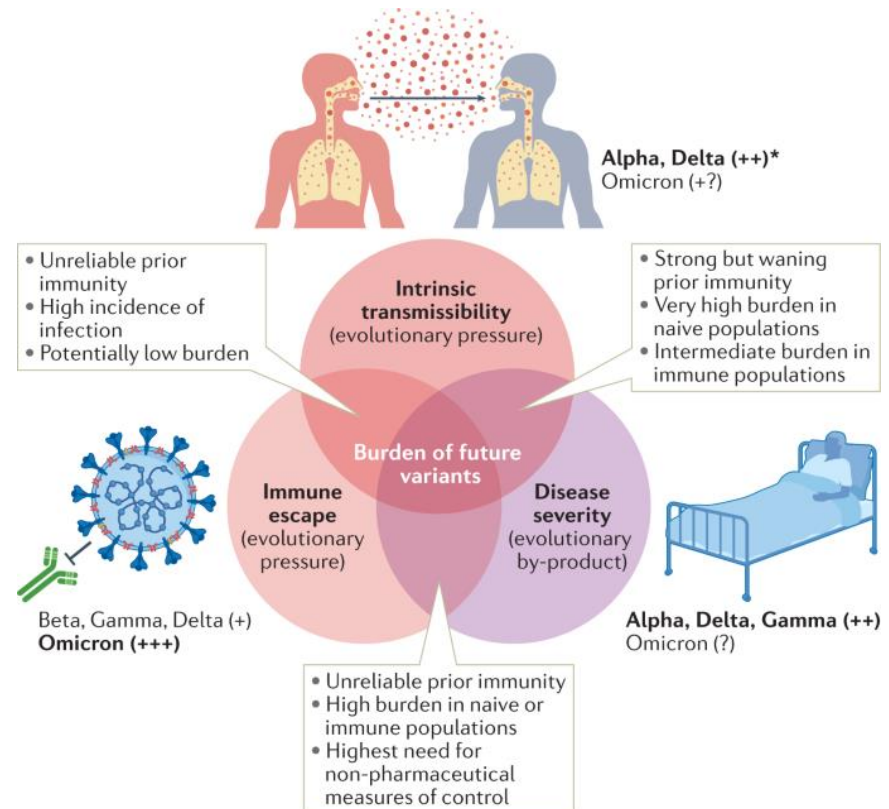 Alpha, Delta (++)*
Omicron (+?)
• Unreliable prior
immunity
• High incidence of
infection
• Potentially low burden
• Strong but waning
prior immunity
• Very high burden in
naive populations
• Intermediate burden in
immune populations
Intrinsic
transmissibility
(evolutionary pressure)
Burden of future
variants
Immune
escape
(evolutionary
pressure)
Disease
severity
(evolutionary
by-product)
Beta, Gamma, Delta (+)
Omicron (+++)
Alpha, Delta, Gamma (++)
Omicron (?)
• Unreliable prior immunity
• High burden in naive or
immune populations
• Highest need for
non-pharmaceutical
measures of control